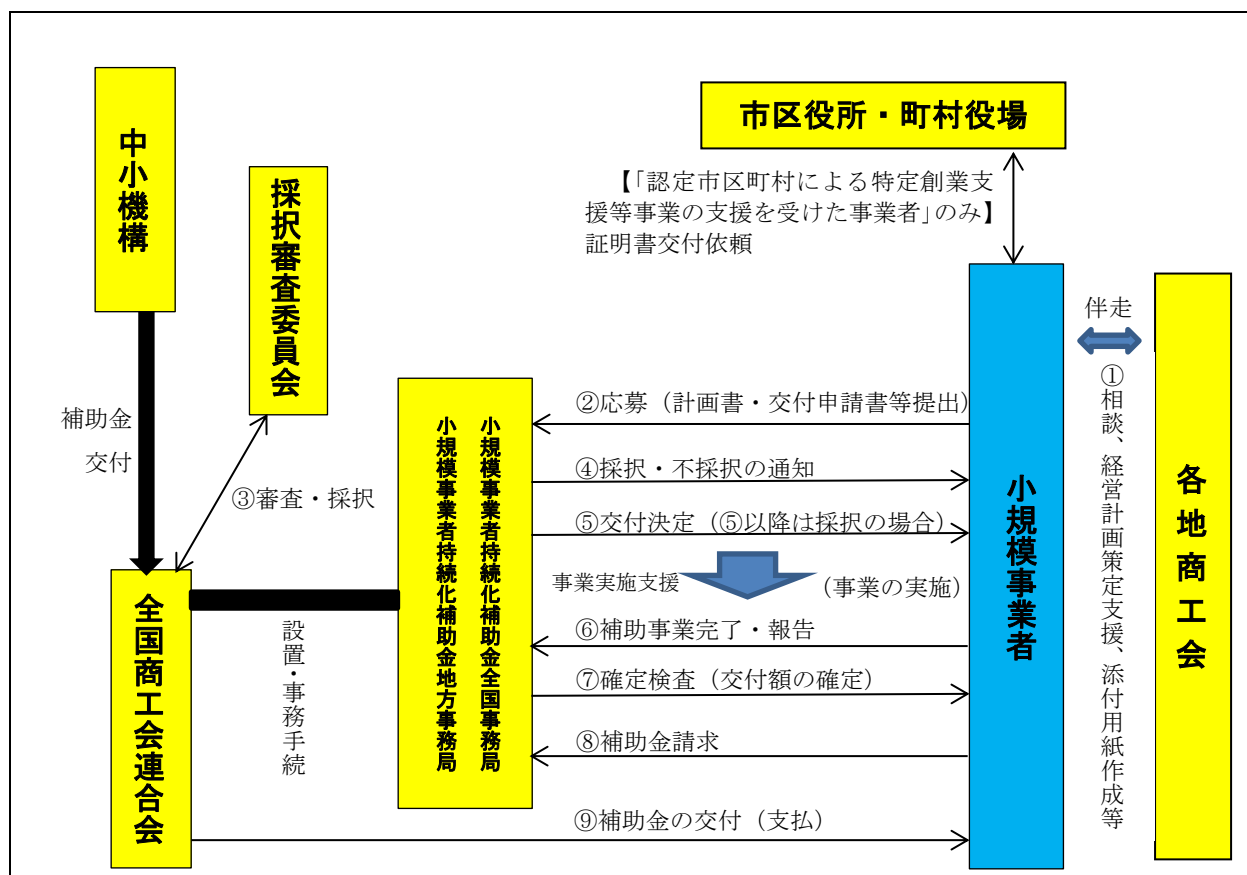 市区役所・町村役場
中小機構
採択審査委員会
【「認定市区町村による特定創業支
援等事業の支援を受けた事業者」のみ】
証明書交付依頼
伴走
①相談、経営計画策定支援、添付用紙作成等
各地商工会
小規模事業者
補助金
交付
③審査・採択
小規模事業者持続化補助金全国事務局
小規模事業者持続化補助金地方事務局
②応募（計画書・交付申請書等提出）
④採択・不採択の通知
⑤交付決定（⑤以降は採択の場合）
事業実施支援
（事業の実施）
⑥補助事業完了・報告
⑦確定検査（交付額の確定）
⑧補助金請求
⑨補助金の交付（支払）
全国商工会連合会
設置・事務手続